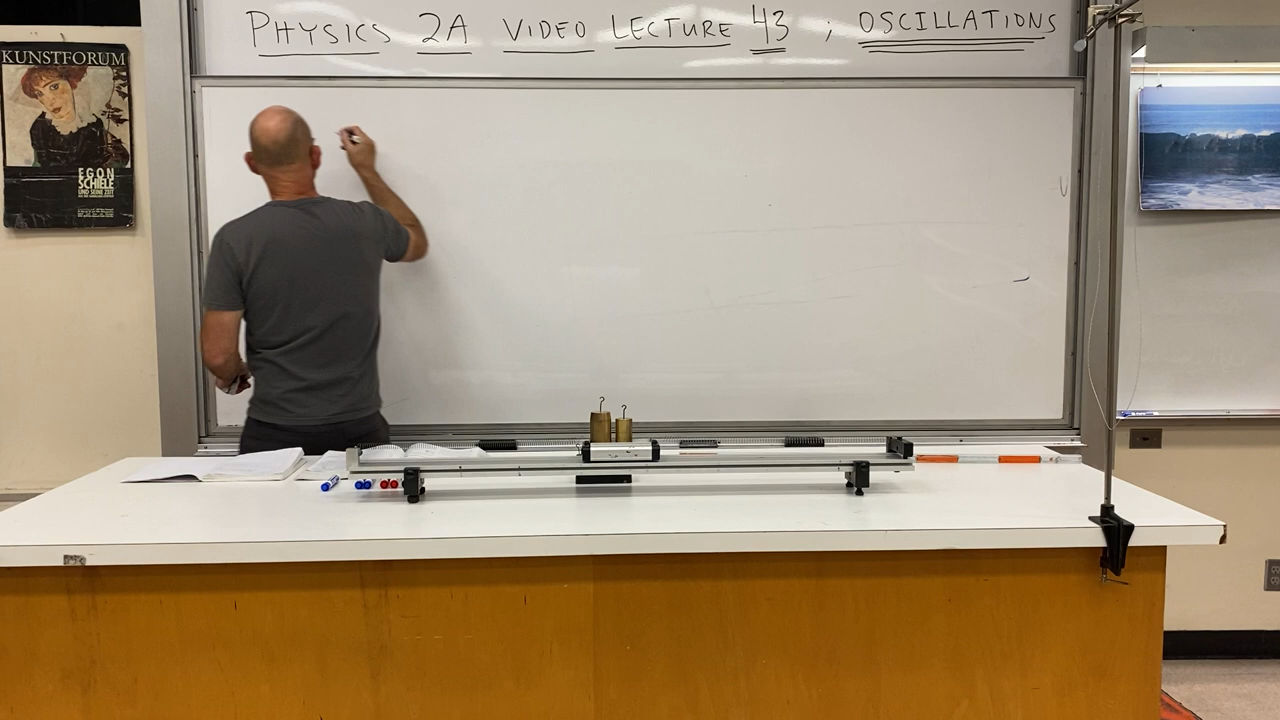 PHYSICS 2A VIDEO LECTURE 43 ; OSCILLATIONS
KUNSTFORUM
EGON
SCHIELE
UND SEINE ZEIT